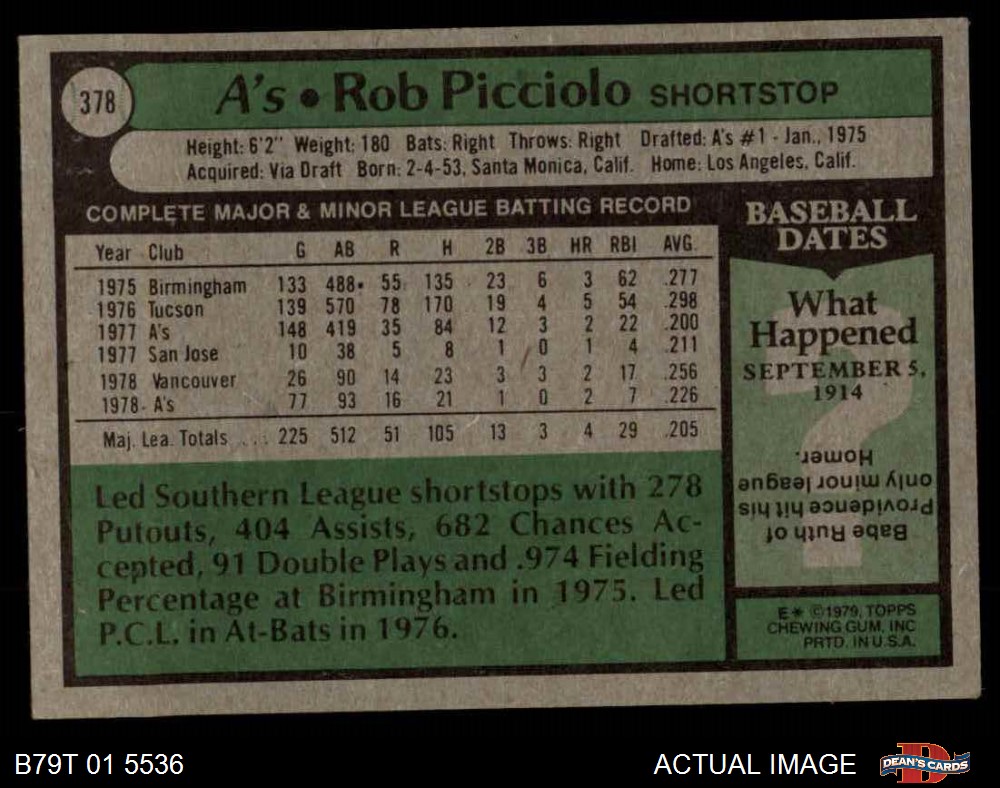 378
A's • Rob Picciolo SHORTSTOP
Height: 6'2" Weight: 180 Bats: Right Throws: Right Drafted: A's #1 - Jan., 1975
Acquired: Via Draft Born: 2-4-53, Santa Monica, Calif. Home: Los Angeles, Calif.
COMPLETE MAJOR & MINOR LEAGUE BATTING RECORD
Year Club G AB R H 2B 3B HR RBI AVG.
1975 Birmingham 133 488• 55 135 23 6 3 62 .277
1976 Tucson 139 570 78 170 19 4 5 54 .298
1977 A's 148 419 35 84 12 3 2 22 .200
1977 San Jose 10 38 5 8 1 0 1 4 .211
1978 Vancouver 26 90 14 23 3 3 2 17 .256
1978 A's 77 93 16 21 1 0 2 7 .226
Maj. Lea. Totals .... 225 512 51 105 13 3 4 29 .205
Led Southern League shortstops with 278
Putouts, 404 Assists, 682 Chances Ac-
cepted, 91 Double Plays and .974 Fielding
Percentage at Birmingham in 1975. Led
P.C.L. in At-Bats in 1976.
BASEBALL
DATES
What
Happened
SEPTEMBER 5,
1914
Babe Ruth of
Providence hit his
only minor league
Homer.
E* ©1979, TOPPS
CHEWING GUM, INC
PRTD. IN U.S.A.
B79T 01 5536
ACTUAL IMAGE
DEAN'S CARDS